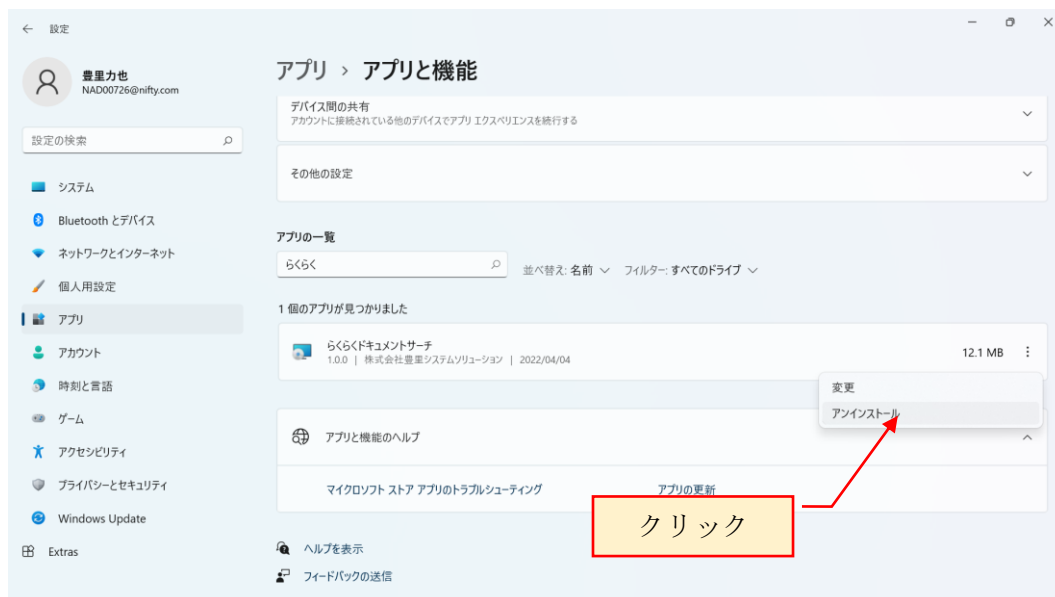 設定
豊里力也
NAD00726@nifty.com
設定の検索
システム
Bluetooth とデバイス
ネットワークとインターネット
個人用設定
アプリ
アカウント
時刻と言語
ゲーム
アクセシビリティ
プライバシーとセキュリティ
Windows Update
Extras
アプリ › アプリと機能
デバイス間の共有
アカウントに接続されている他のデバイスでアプリ エクスペリエンスを続行する
その他の設定
アプリの一覧
らくらく
並べ替え: 名前 フィルター: すべてのドライブ
1 個のアプリが見つかりました
らくらくドキュメントサーチ
1.0.0 | 株式会社豊里システムソリューション | 2022/04/04
12.1 MB
変更
アンインストール
アプリと機能のヘルプ
マイクロソフト ストア アプリのトラブルシューティング アプリの更新
クリック
ヘルプを表示
フィードバックの送信